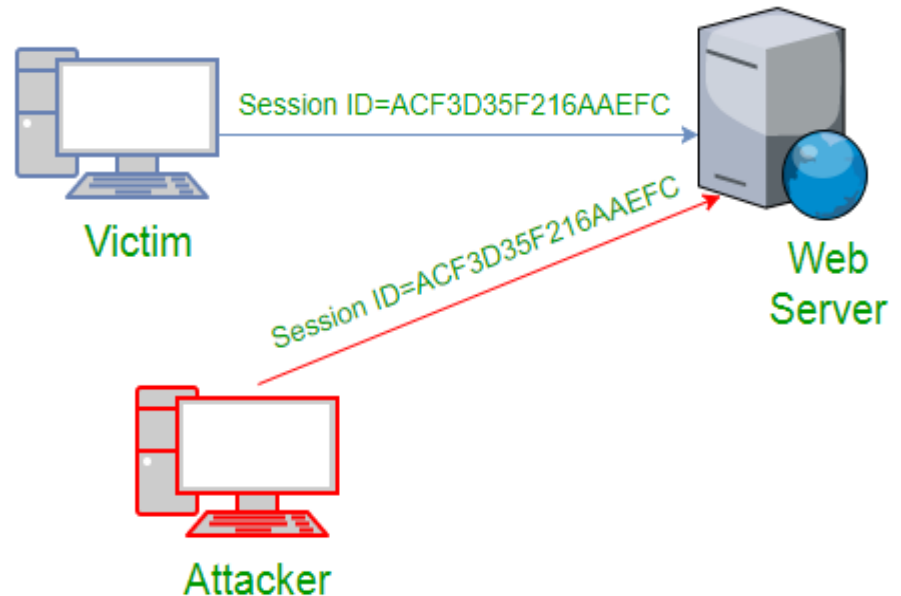 Session ID=ACF3D35F216AAEFC
Victim
Session ID=ACF3D35F216AAEFC
Web
Server
Attacker